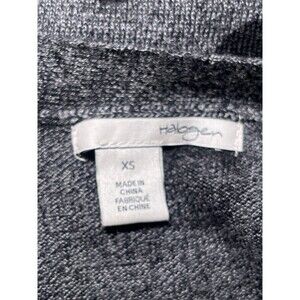 Halogen
XS
MADE IN
CHINA
FABRIQUÉ
EN CHINE